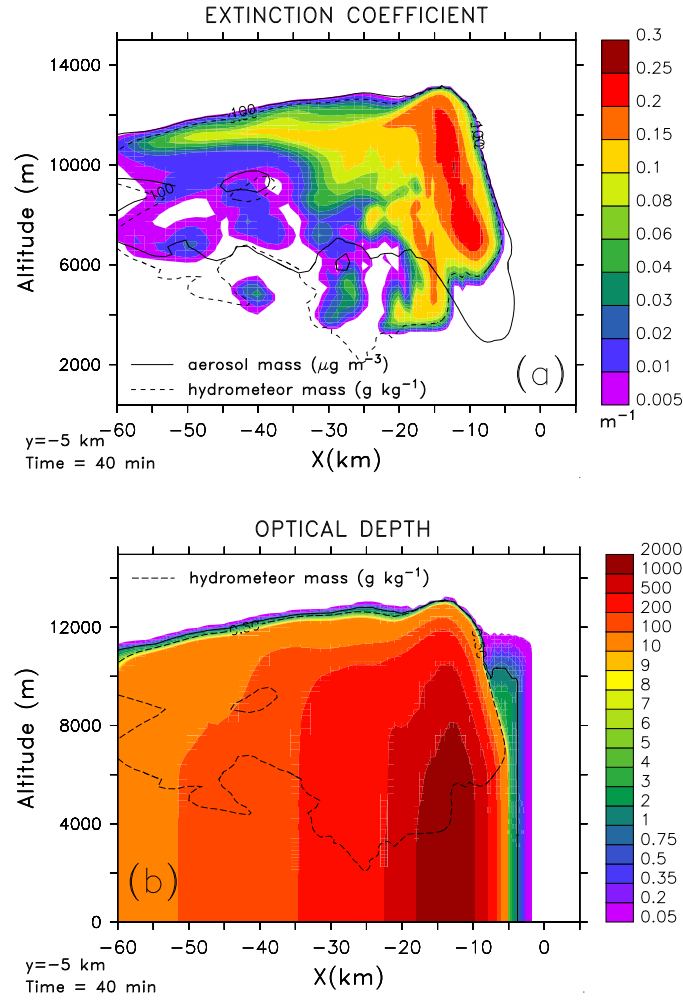 EXTINCTION COEFFICIENT
14000
10000
6000
2000
Altitude (m)
.100
100
aerosol mass (μg m⁻³)
hydrometeor mass (g kg⁻¹)
(a)
−60 −50 −40 −30 −20 −10 0
X(km)
y=−5 km
Time = 40 min
0.3
0.25
0.2
0.15
0.1
0.08
0.06
0.04
0.03
0.02
0.01
0.005
m⁻¹
OPTICAL DEPTH
hydrometeor mass (g kg⁻¹)
12000
8000
4000
0
Altitude (m)
(b)
−60 −50 −40 −30 −20 −10 0
X(km)
y=−5 km
Time = 40 min
2000
1000
500
200
100
10
9
8
7
6
5
4
3
2
1
0.75
0.5
0.35
0.2
0.05